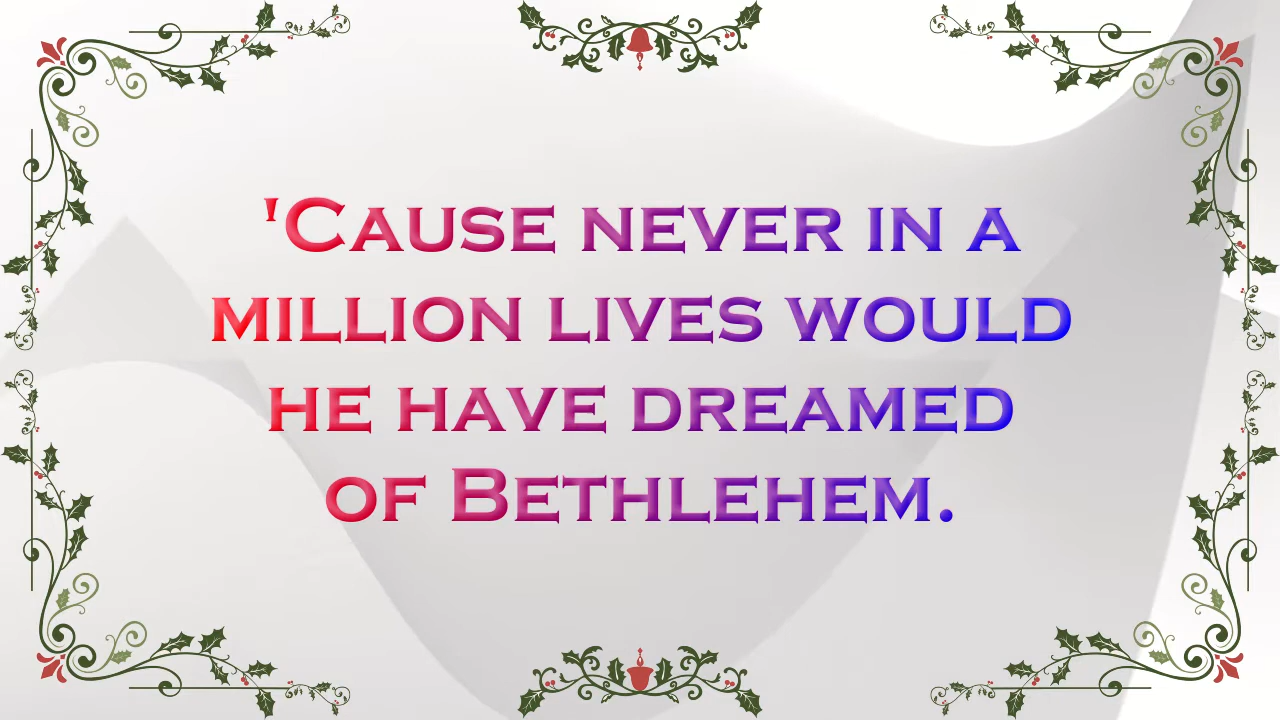 'Cause never in a
million lives would
he have dreamed
of Bethlehem.